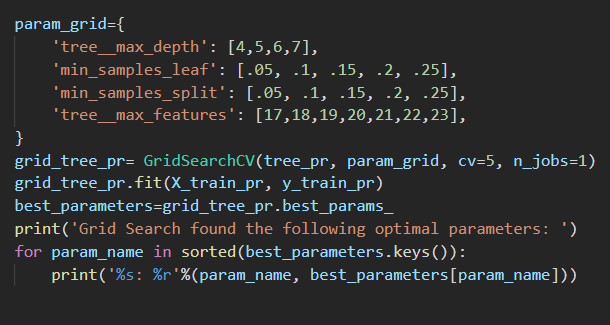 param_grid={
    'tree__max_depth': [4,5,6,7],
    'min_samples_leaf': [.05, .1, .15, .2, .25],
    'min_samples_split': [.05, .1, .15, .2, .25],
    'tree__max_features': [17,18,19,20,21,22,23],
}
grid_tree_pr= GridSearchCV(tree_pr, param_grid, cv=5, n_jobs=1)
grid_tree_pr.fit(X_train_pr, y_train_pr)
best_parameters=grid_tree_pr.best_params_
print('Grid Search found the following optimal parameters: ')
for param_name in sorted(best_parameters.keys()):
    print('%s: %r'%(param_name, best_parameters[param_name]))